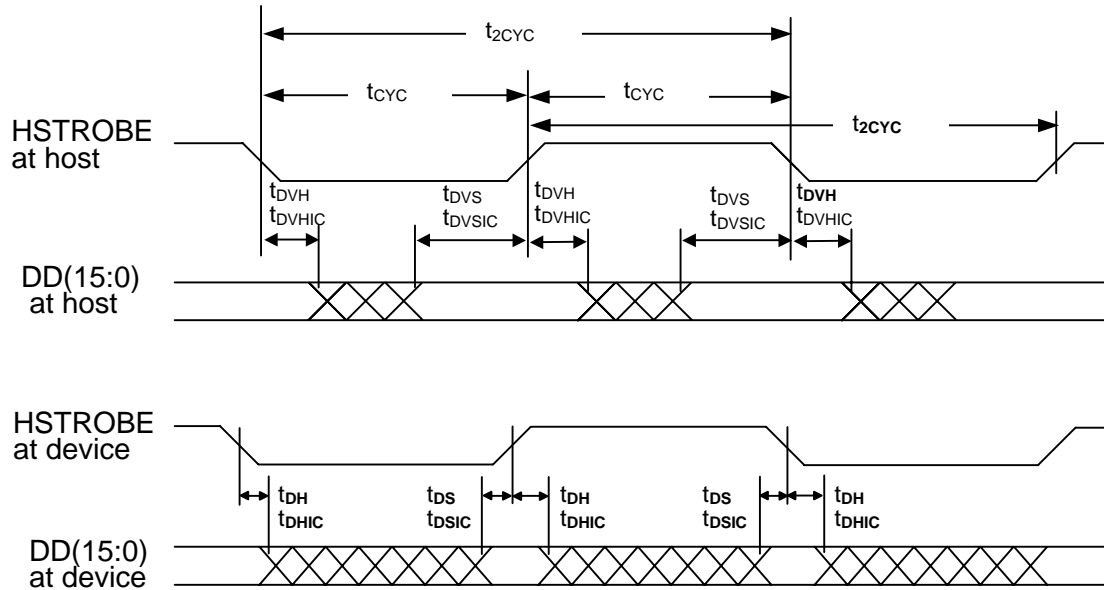 t2CYC
tCYC
tCYC
t2CYC
HSTROBE
at host
tDVH
tDVHIC
tDVS
tDVSIC
tDVH
tDVHIC
tDVS
tDVSIC
tDVH
tDVHIC
DD(15:0)
at host
HSTROBE
at device
tDH
tDHIC
tDS
tDSIC
tDH
tDHIC
tDS
tDSIC
tDH
tDHIC
DD(15:0)
at device